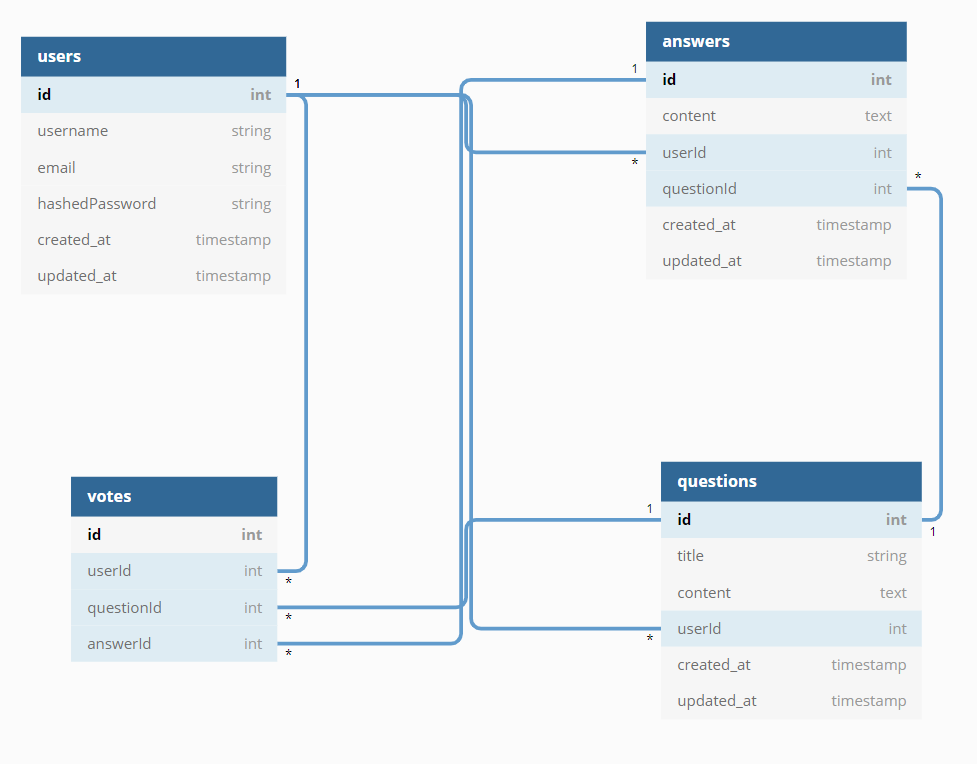 users
id int
username string
email string
hashedPassword string
created_at timestamp
updated_at timestamp
1
answers
1
id int
content text
userId int
*
questionId int
*
created_at timestamp
updated_at timestamp
votes
id int
userId int
*
questionId int
*
answerId int
*
questions
1
id int
1
title string
content text
userId int
*
created_at timestamp
updated_at timestamp